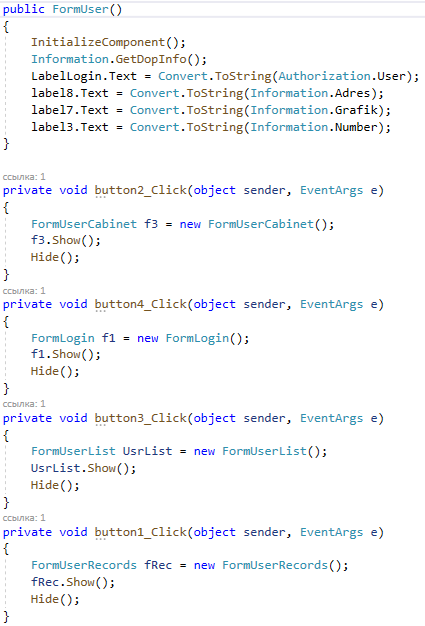 public FormUser()
{
InitializeComponent();
Information.GetDopInfo();
LabelLogin.Text = Convert.ToString(Authorization.User);
label8.Text = Convert.ToString(Information.Adres);
label7.Text = Convert.ToString(Information.Grafik);
label3.Text = Convert.ToString(Information.Number);
}
ссылка: 1
private void button2_Click(object sender, EventArgs e)
{
FormUserCabinet f3 = new FormUserCabinet();
f3.Show();
Hide();
}
ссылка: 1
private void button4_Click(object sender, EventArgs e)
{
FormLogin f1 = new FormLogin();
f1.Show();
Hide();
}
ссылка: 1
private void button3_Click(object sender, EventArgs e)
{
FormUserList UsrList = new FormUserList();
UsrList.Show();
Hide();
}
ссылка: 1
private void button1_Click(object sender, EventArgs e)
{
FormUserRecords fRec = new FormUserRecords();
fRec.Show();
Hide();
}